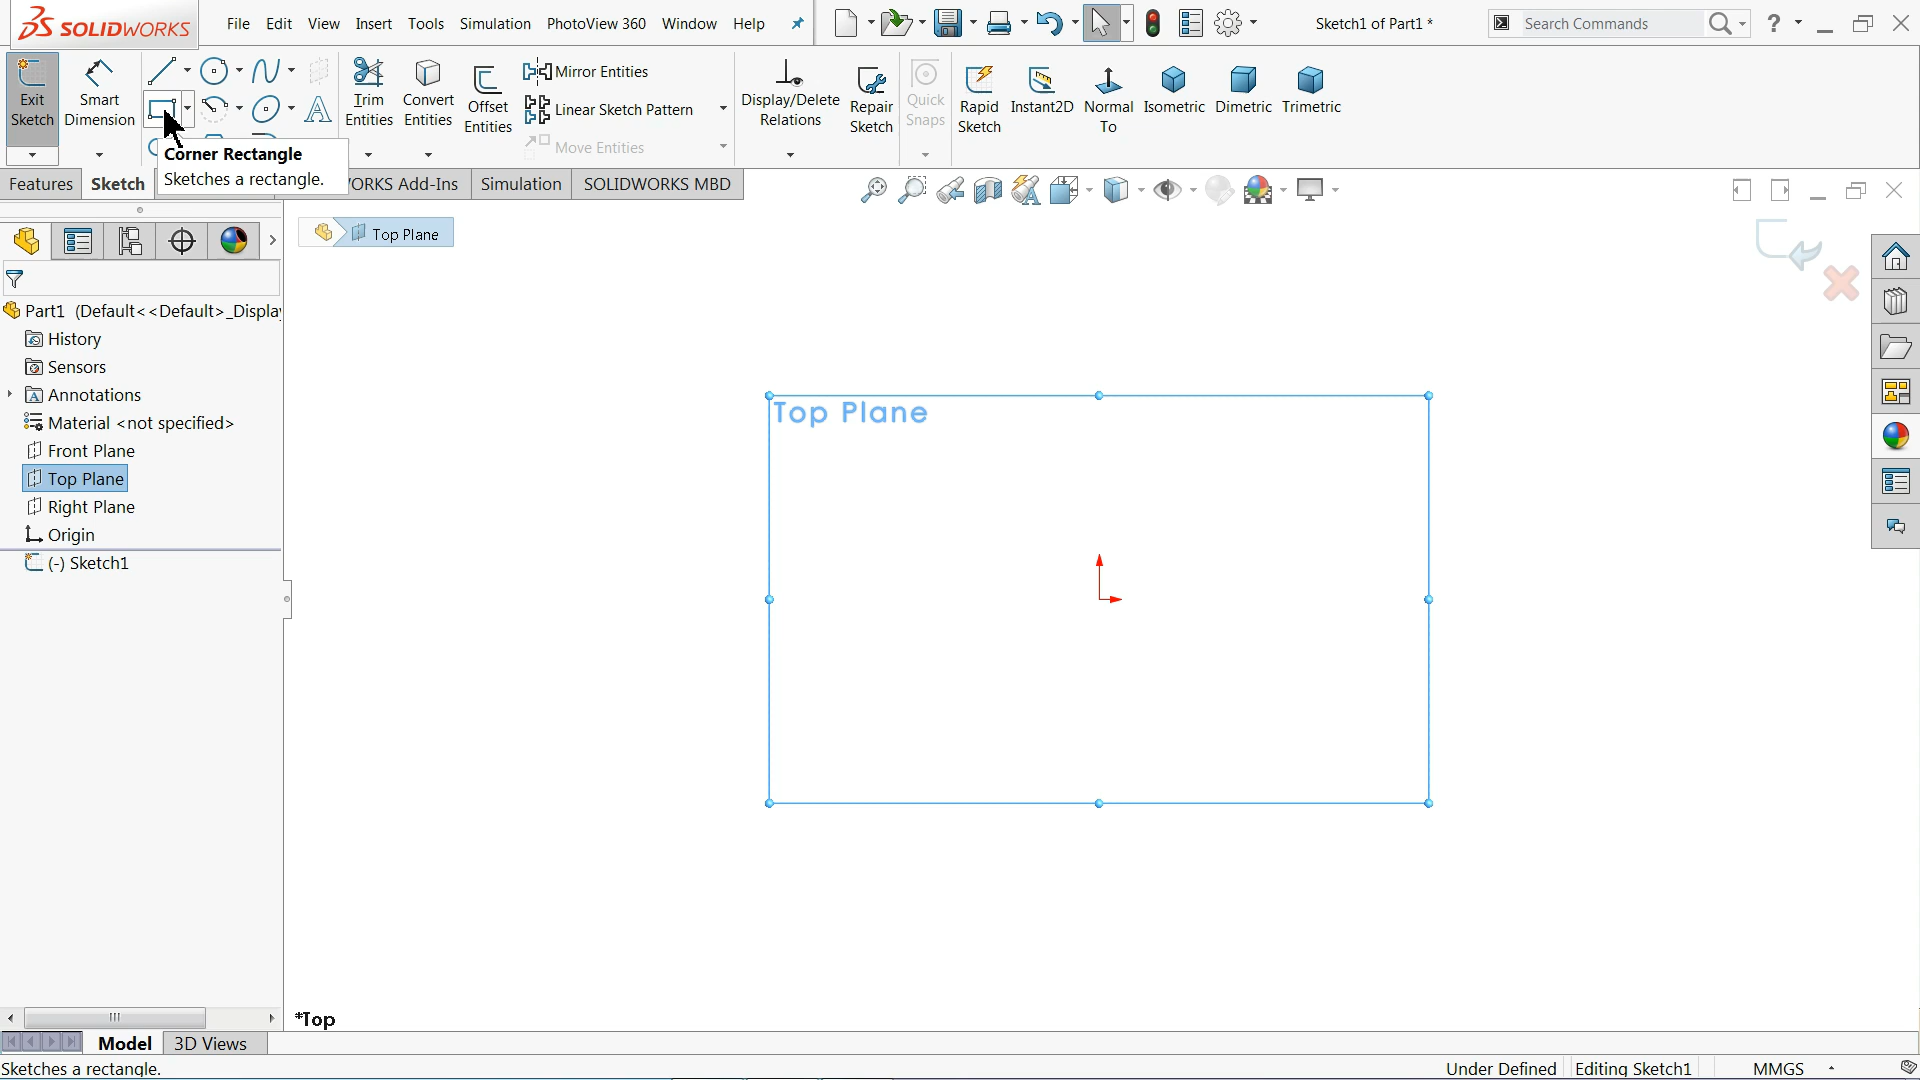 SOLIDWORKS
File Edit View Insert Tools Simulation PhotoView 360 Window Help
Sketch1 of Part1 *
Search Commands
?
Exit Sketch
Smart Dimension
Trim Entities
Convert Entities
Offset Entities
Mirror Entities
Linear Sketch Pattern
Move Entities
Display/Delete Relations
Repair Sketch
Quick Snaps
Rapid Sketch
Instant2D
Normal To
Isometric
Dimetric
Trimetric
Corner Rectangle
Sketches a rectangle.
Features
Sketch
WORKS Add-Ins
Simulation
SOLIDWORKS MBD
Top Plane
Part1 (Default<<Default>_Display
History
Sensors
Annotations
Material <not specified>
Front Plane
Top Plane
Right Plane
Origin
(-) Sketch1
Top Plane
*Top
Model
3D Views
Sketches a rectangle.
Under Defined
Editing Sketch1
MMGS